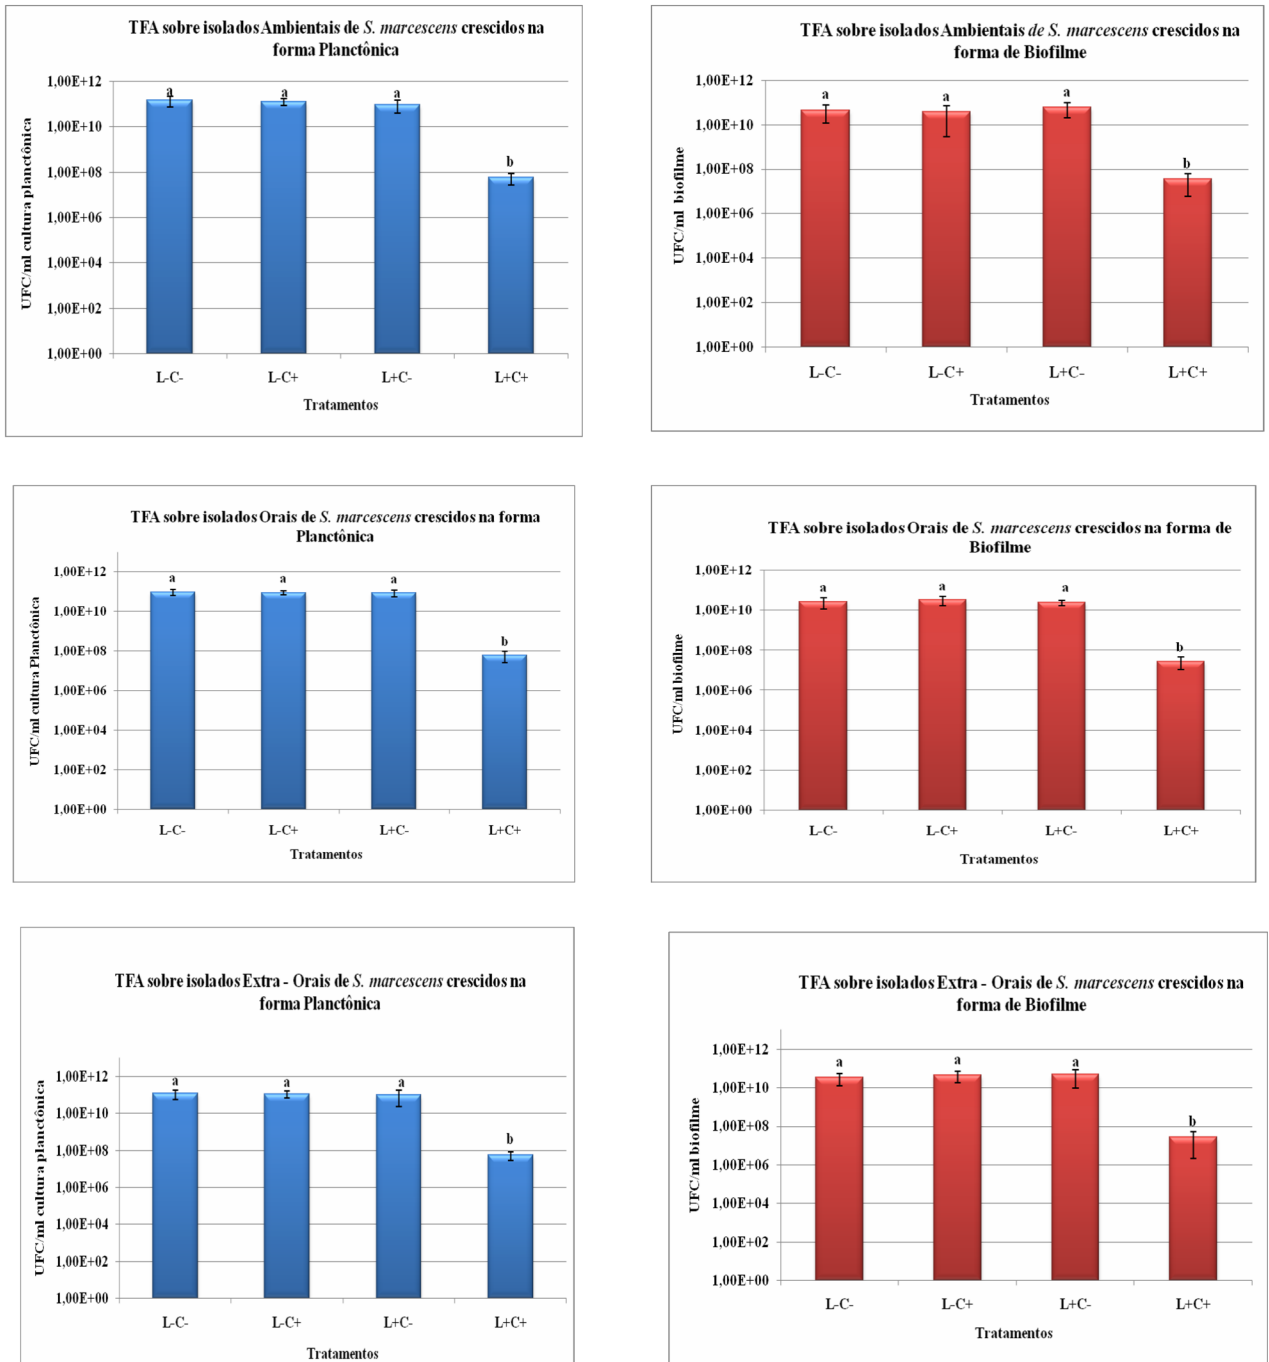 TFA sobre isolados Ambientais de S. marcescens crescidos na
forma Planctônica
UFC/ml cultura planctônica
1,00E+12
1,00E+10
1,00E+08
1,00E+06
1,00E+04
1,00E+02
1,00E+00
a
a
a
b
L-C-
L-C+
L+C-
L+C+
Tratamentos
TFA sobre isolados Ambientais de S. marcescens crescidos na
forma de Biofilme
UFC/ml biofilme
1,00E+12
1,00E+10
1,00E+08
1,00E+06
1,00E+04
1,00E+02
1,00E+00
a
a
a
b
L-C-
L-C+
L+C-
L+C+
Tratamentos
TFA sobre isolados Orais de S. marcescens crescidos na forma
Planctônica
UFC/ml cultura Planctônica
1,00E+12
1,00E+10
1,00E+08
1,00E+06
1,00E+04
1,00E+02
1,00E+00
a
a
a
b
L-C-
L-C+
L+C-
L+C+
Tratamentos
TFA sobre isolados Orais de S. marcescens crescidos na forma de
Biofilme
UFC/ml biofilme
1,00E+12
1,00E+10
1,00E+08
1,00E+06
1,00E+04
1,00E+02
1,00E+00
a
a
a
b
L-C-
L-C+
L+C-
L+C+
Tratamentos
TFA sobre isolados Extra - Orais de S. marcescens crescidos na
forma Planctônica
UFC/ml cultura planctônica
1,00E+12
1,00E+10
1,00E+08
1,00E+06
1,00E+04
1,00E+02
1,00E+00
a
a
a
b
L-C-
L-C+
L+C-
L+C+
Tratamentos
TFA sobre isolados Extra - Orais de S. marcescens crescidos na
forma de Biofilme
UFC/ml biofilme
1,00E+12
1,00E+10
1,00E+08
1,00E+06
1,00E+04
1,00E+02
1,00E+00
a
a
a
b
L-C-
L-C+
L+C-
L+C+
Tratamentos